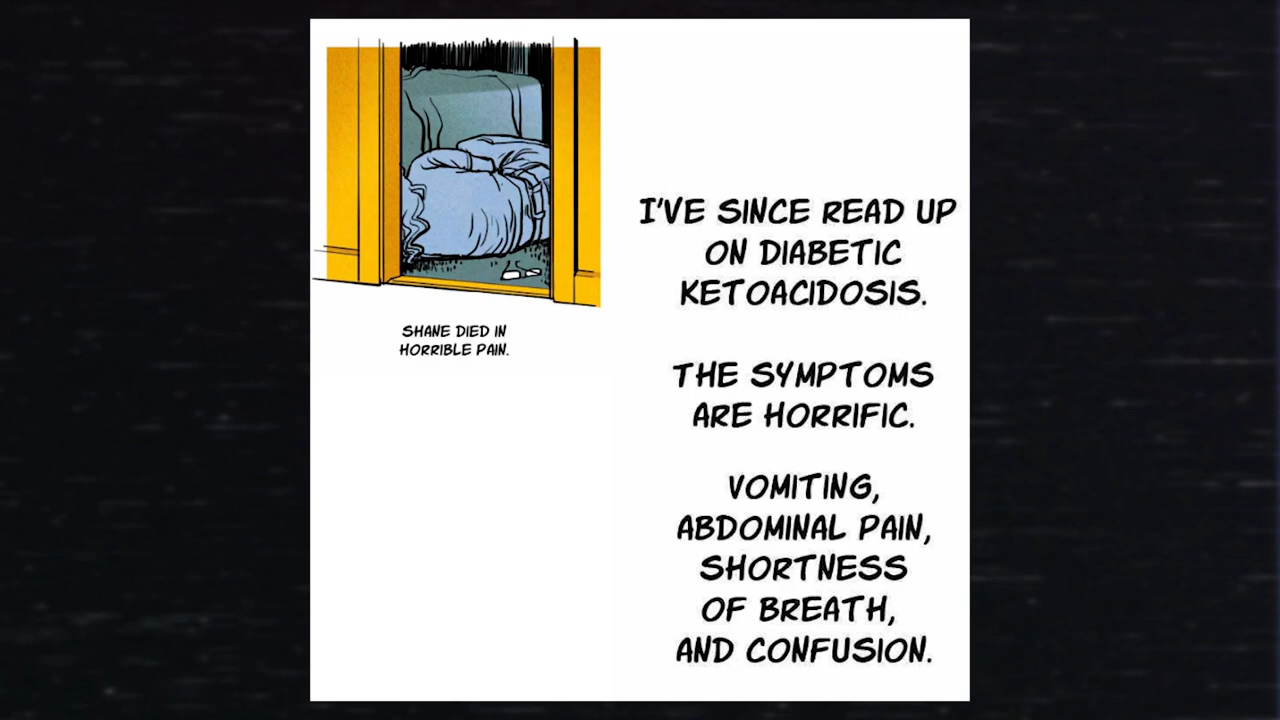 SHANE DIED IN
HORRIBLE PAIN.
I'VE SINCE READ UP
ON DIABETIC
KETOACIDOSIS.
THE SYMPTOMS
ARE HORRIFIC.
VOMITING,
ABDOMINAL PAIN,
SHORTNESS
OF BREATH,
AND CONFUSION.